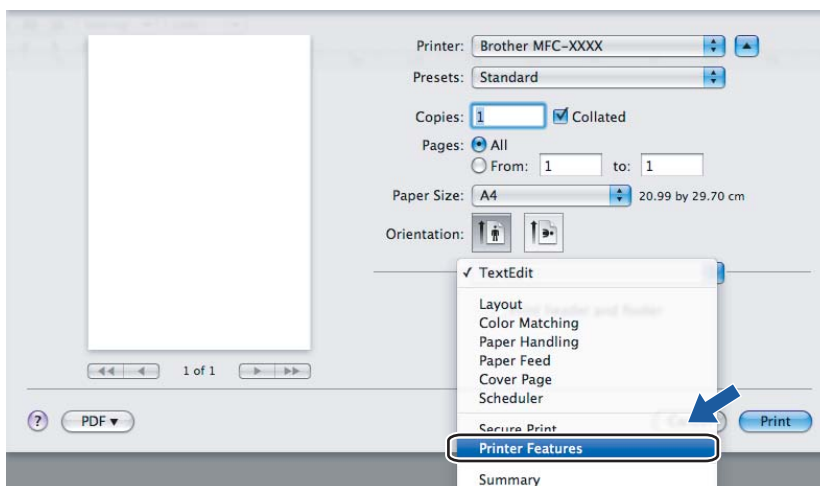 Printer: Brother MFC-XXXX
Presets: Standard
Copies: 1 Collated
Pages: All
From: 1 to: 1
Paper Size: A4 20.99 by 29.70 cm
Orientation:
✓ TextEdit
Layout
Color Matching
Paper Handling
Paper Feed
Cover Page
Scheduler
1 of 1
? PDF▼ Print
Secure Print
Printer Features
Summary